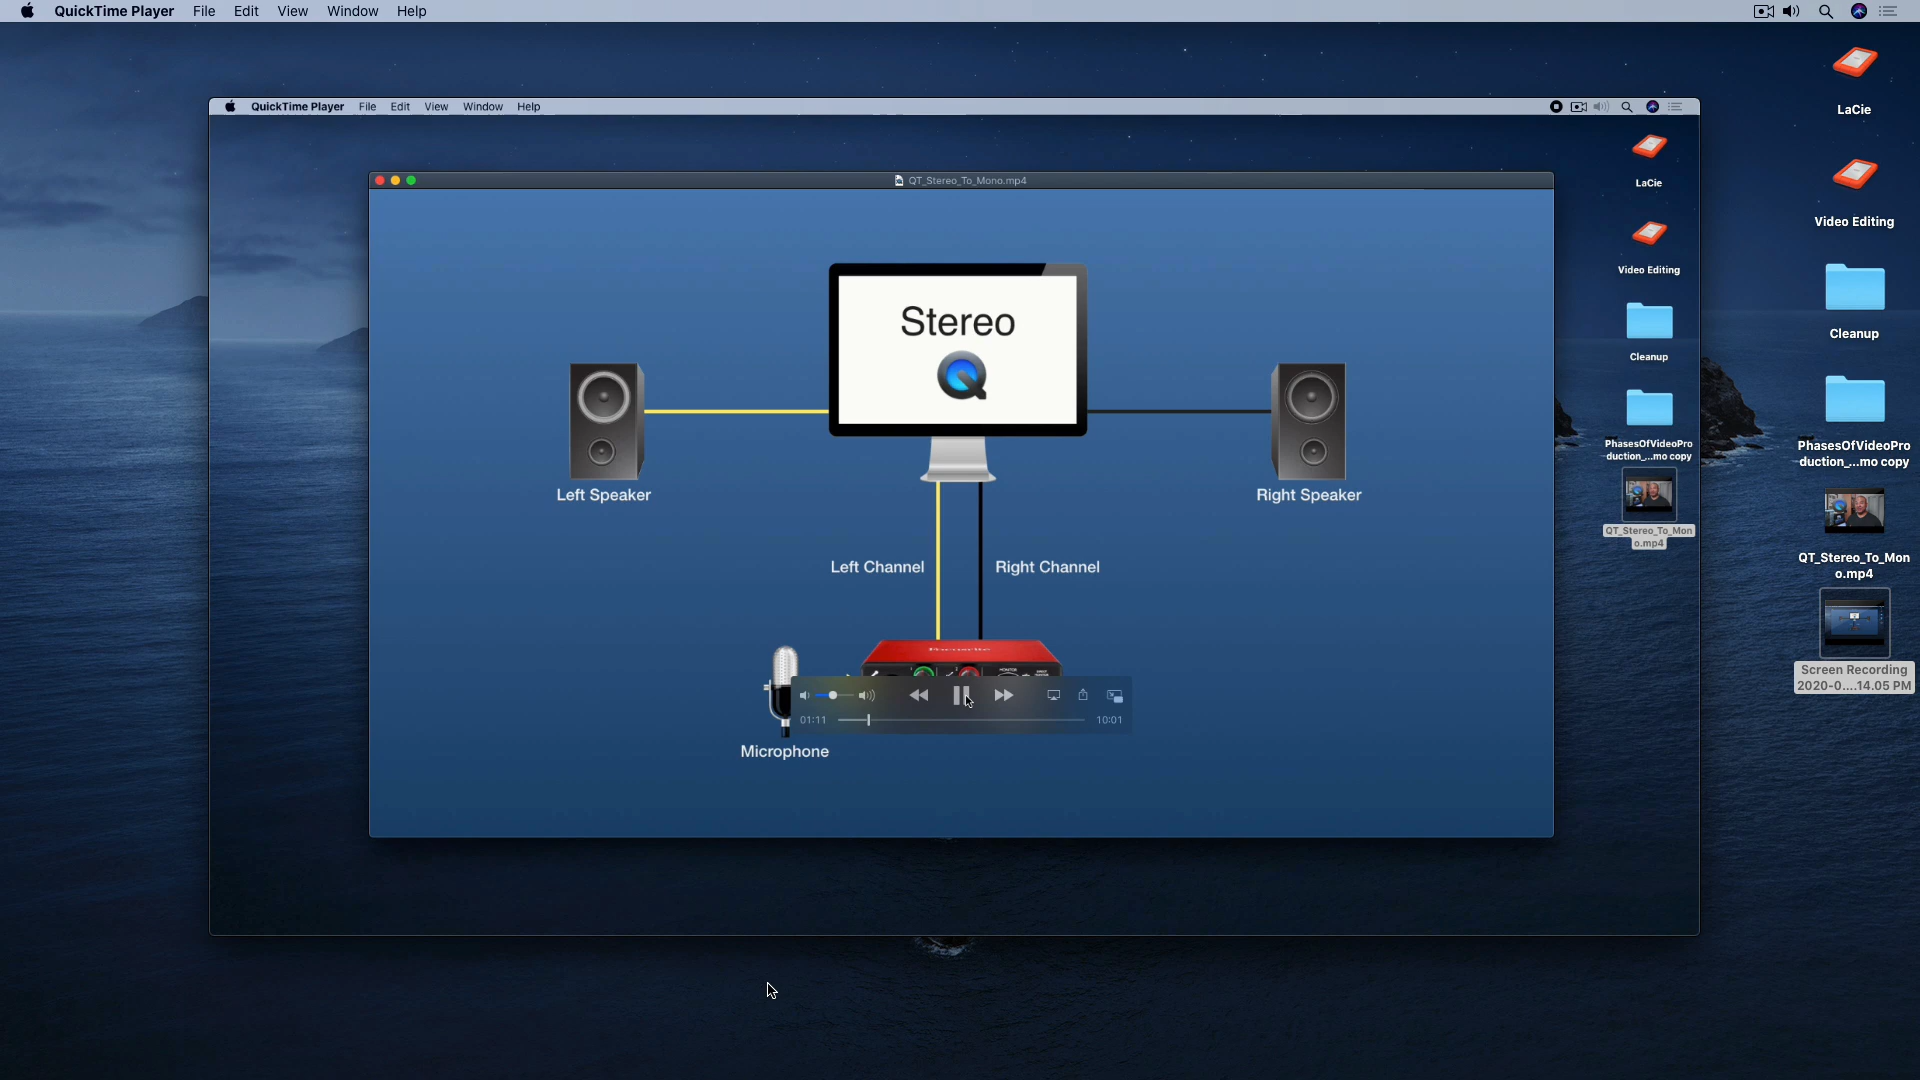 QuickTime Player File Edit View Window Help
QuickTime Player File Edit View Window Help
QT_Stereo_To_Mono.mp4
Stereo
Left Speaker
Right Speaker
Left Channel
Right Channel
Focusrite
01:11
10:01
Microphone
LaCie
Video Editing
Cleanup
PhasesOfVideoPro
duction_...mo copy
QT_Stereo_To_Mon
o.mp4
LaCie
Video Editing
Cleanup
PhasesOfVideoPro
duction_...mo copy
QT_Stereo_To_Mon
o.mp4
Screen Recording
2020-0....14.05 PM